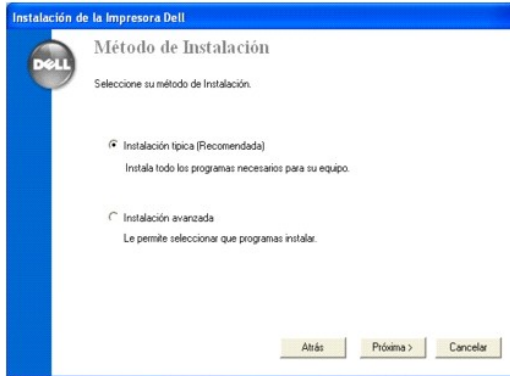 Instalación de la Impresora Dell
DELL
Método de Instalación
Seleccione su método de Instalación.
Instalación típica (Recomendada)
Instala todo los programas necesarios para su equipo.
Instalación avanzada
Le permite seleccionar que programas instalar.
Atrás
Próxima >
Cancelar